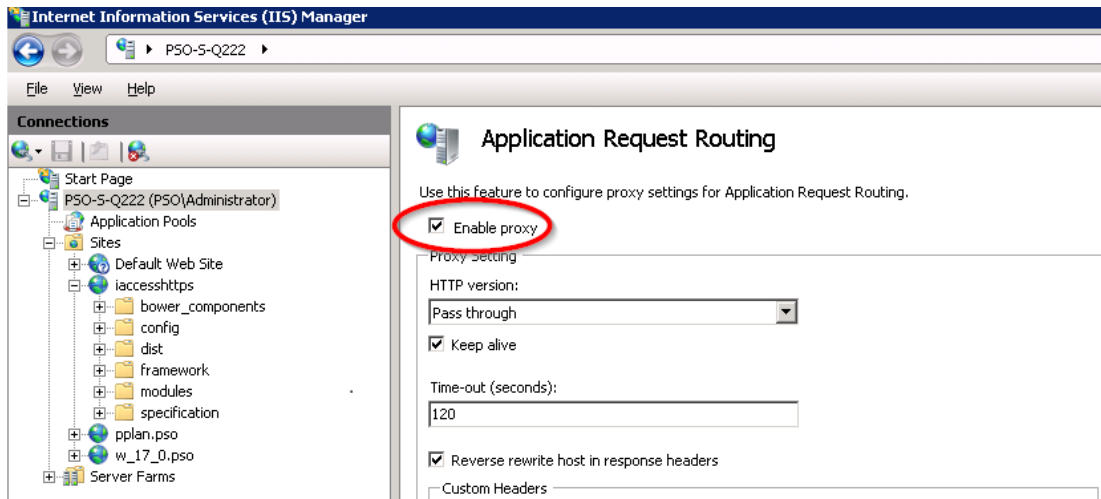 Internet Information Services (IIS) Manager
PSO-S-Q222
File View Help
Connections
Start Page
PSO-S-Q222 (PSO\Administrator)
Application Pools
Sites
Default Web Site
iaccesshttps
bower_components
config
dist
framework
modules
specification
pplan.pso
w_17_0.pso
Server Farms
Application Request Routing
Use this feature to configure proxy settings for Application Request Routing.
Enable proxy
Proxy Setting
HTTP version:
Pass through
Keep alive
Time-out (seconds):
120
Reverse rewrite host in response headers
Custom Headers